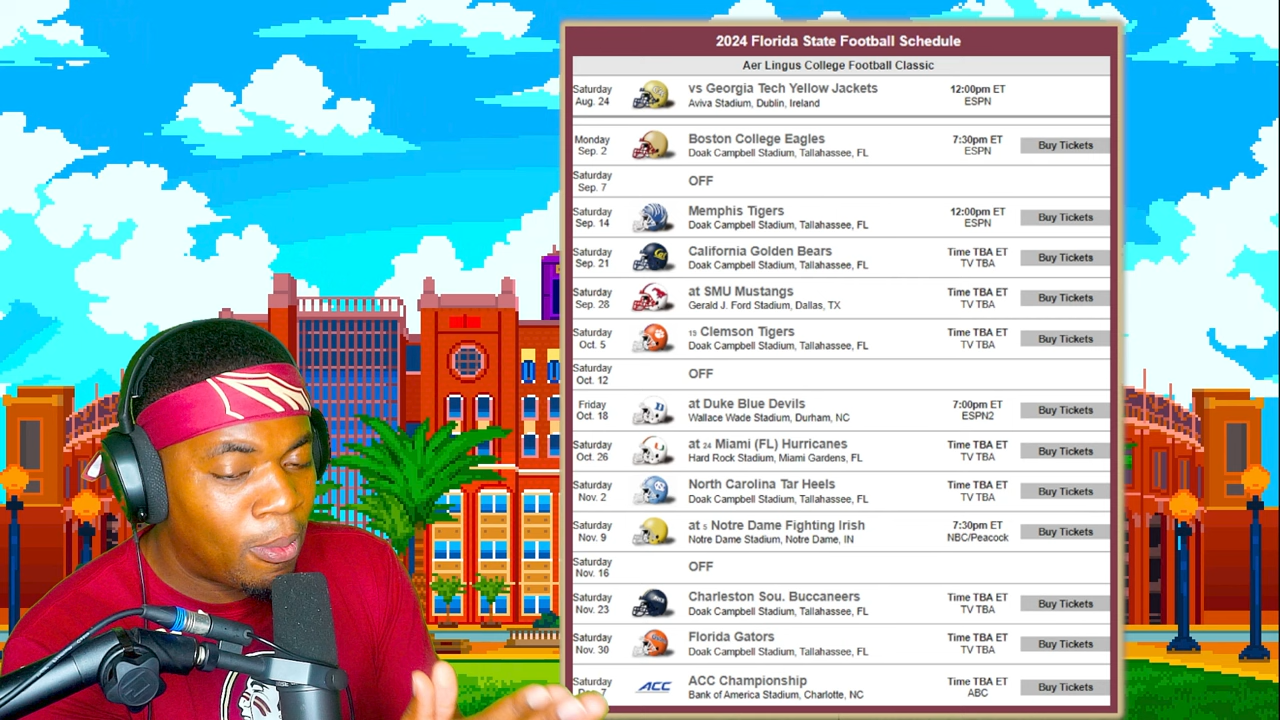 2024 Florida State Football Schedule
Aer Lingus College Football Classic
Saturday Aug. 24 vs Georgia Tech Yellow Jackets 12:00pm ET
Aviva Stadium, Dublin, Ireland ESPN
Monday Sep. 2 Boston College Eagles 7:30pm ET Buy Tickets
Doak Campbell Stadium, Tallahassee, FL ESPN
Saturday Sep. 7 OFF
Saturday Sep. 14 Memphis Tigers 12:00pm ET Buy Tickets
Doak Campbell Stadium, Tallahassee, FL ESPN
Saturday Sep. 21 California Golden Bears Time TBA ET Buy Tickets
Doak Campbell Stadium, Tallahassee, FL TV TBA
Saturday Sep. 28 at SMU Mustangs Time TBA ET Buy Tickets
Gerald J. Ford Stadium, Dallas, TX TV TBA
Saturday Oct. 5 Clemson Tigers Time TBA ET Buy Tickets
Doak Campbell Stadium, Tallahassee, FL TV TBA
Saturday Oct. 12 OFF
Friday Oct. 18 at Duke Blue Devils 7:00pm ET Buy Tickets
Wallace Wade Stadium, Durham, NC ESPN2
Saturday Oct. 26 at 24 Miami (FL) Hurricanes Time TBA ET Buy Tickets
Hard Rock Stadium, Miami Gardens, FL TV TBA
Saturday Nov. 2 North Carolina Tar Heels Time TBA ET Buy Tickets
Doak Campbell Stadium, Tallahassee, FL TV TBA
Saturday Nov. 9 at 5 Notre Dame Fighting Irish 7:30pm ET Buy Tickets
Notre Dame Stadium, Notre Dame, IN NBC/Peacock
Saturday Nov. 16 OFF
Saturday Nov. 23 Charleston Sou. Buccaneers Time TBA ET Buy Tickets
Doak Campbell Stadium, Tallahassee, FL TV TBA
Saturday Nov. 30 Florida Gators Time TBA ET Buy Tickets
Doak Campbell Stadium, Tallahassee, FL TV TBA
Saturday ACC ACC Championship Time TBA ET Buy Tickets
Bank of America Stadium, Charlotte, NC ABC